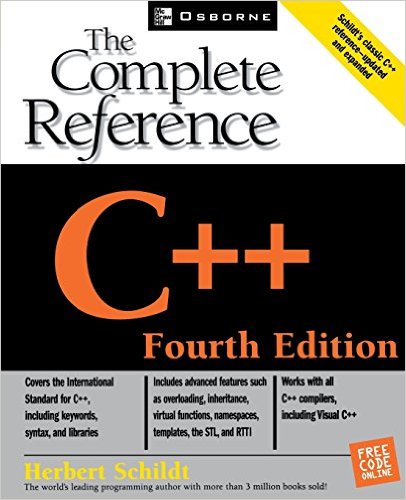 Mc
Graw
Hill
OSBORNE
Schildt's classic C++
reference–updated
and expanded
The
Complete
Reference
C++
Fourth Edition
Covers the International
Standard for C++,
including keywords,
syntax, and libraries
Includes advanced features such
as overloading, inheritance,
virtual functions, namespaces,
templates, the STL, and RTTI
Works with all
C++ compilers,
including Visual C++
FREE
CODE
ONLINE
Herbert Schildt
The world's leading programming author with more than 3 million books sold!